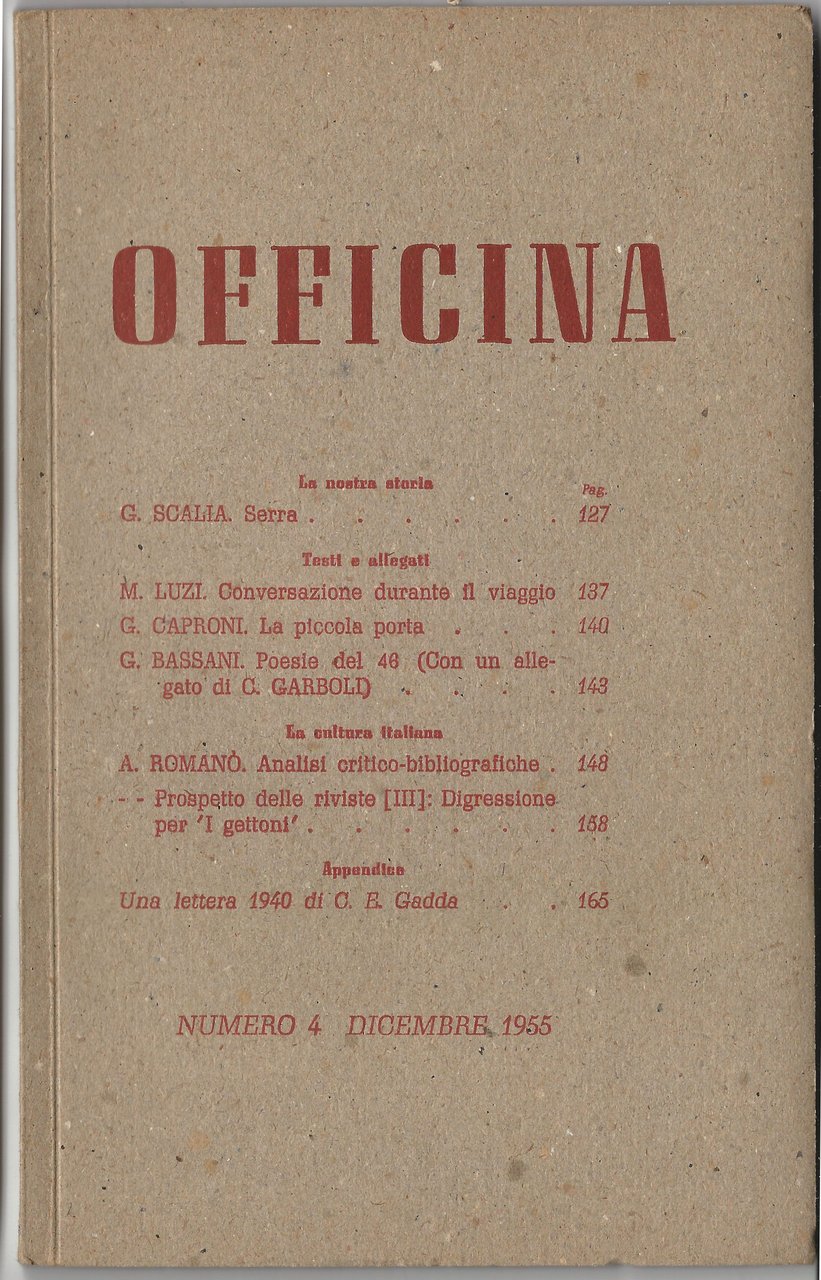 OFFICINA
La nostra storia
Pag.
G. SCALIA. Serra . . . . . . 127
Testi e allegati
M. LUZI. Conversazione durante il viaggio 137
G. CAPRONI. La piccola porta . . . 140
G. BASSANI. Poesie del 46 (Con un alle-
gato di C. GARBOLI) . . . . 143
La cultura italiana
A. ROMANÒ. Analisi critico-bibliografiche . 148
- - Prospetto delle riviste [III]: Digressione
per 'I gettoni' . . . . . . 158
Appendice
Una lettera 1940 di C. E. Gadda . . 165
NUMERO 4 DICEMBRE 1955